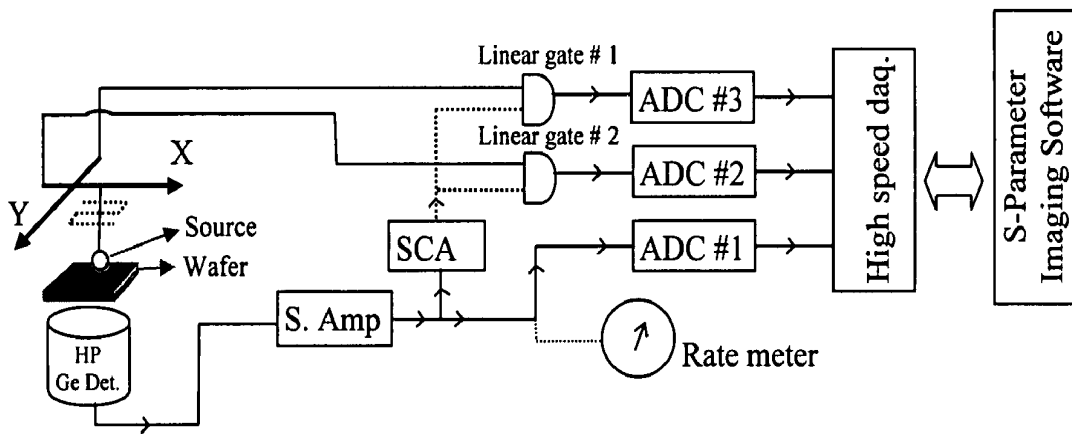 Linear gate # 1
ADC #3
Linear gate # 2
ADC #2
ADC #1
High speed daq.
S-Parameter
Imaging Software
X
Y
Source
Wafer
SCA
S. Amp
HP
Ge Det.
Rate meter